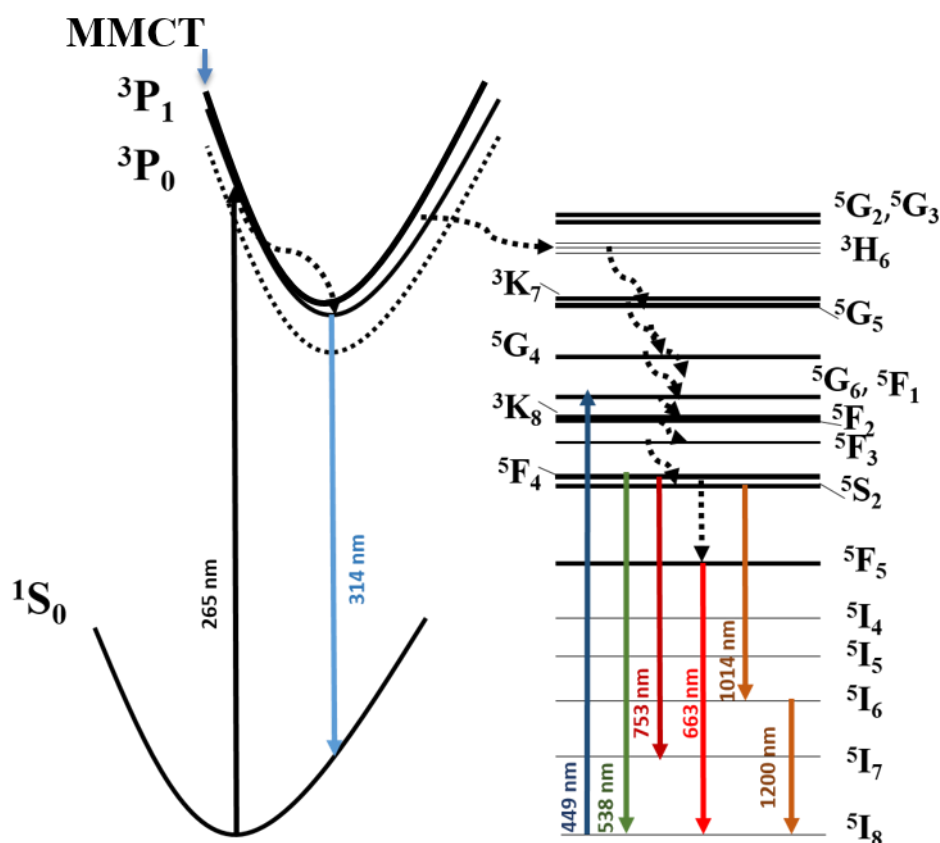 MMCT
³P₁
³P₀
¹S₀
265 nm
314 nm
⁵G₂,⁵G₃
³H₆
³K₇
⁵G₅
⁵G₄
⁵G₆, ⁵F₁
³K₈
⁵F₂
⁵F₃
⁵F₄
⁵S₂
⁵F₅
⁵I₄
⁵I₅
⁵I₆
⁵I₇
⁵I₈
449 nm
538 nm
753 nm
663 nm
1014 nm
1200 nm